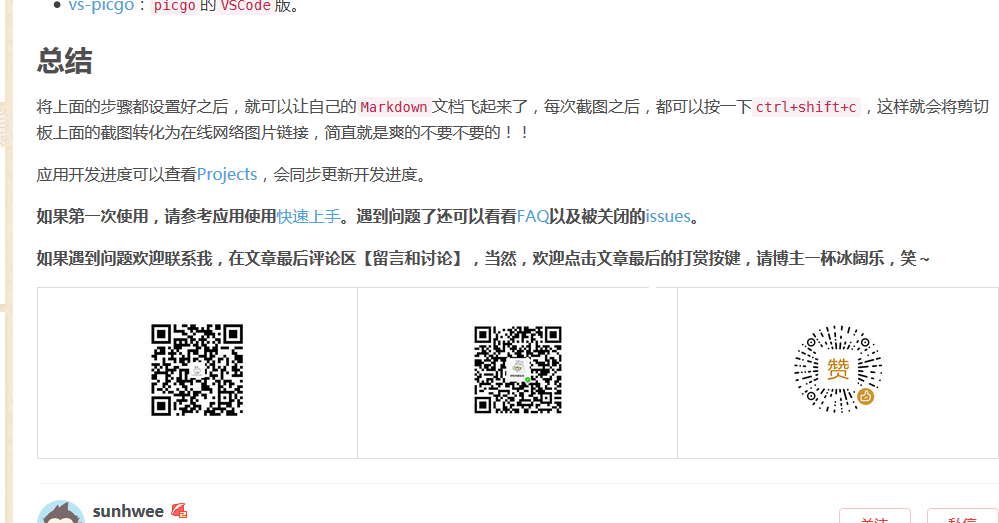 vs-picgo：picgo 的 VSCode 版。
总结
将上面的步骤都设置好之后，就可以让自己的 Markdown 文档飞起来了，每次截图之后，都可以按一下 ctrl+shift+c ，这样就会将剪切
板上面的截图转化为在线网络图片链接，简直就是爽的不要不要的！！
应用开发进度可以查看Projects，会同步更新开发进度。
如果第一次使用，请参考应用使用快速上手。遇到问题了还可以看看FAQ以及被关闭的issues。
如果遇到问题欢迎联系我，在文章最后评论区【留言和讨论】，当然，欢迎点击文章最后的打赏按键，请博主一杯冰阔乐，笑～
赞
sunhwee
关注 私信